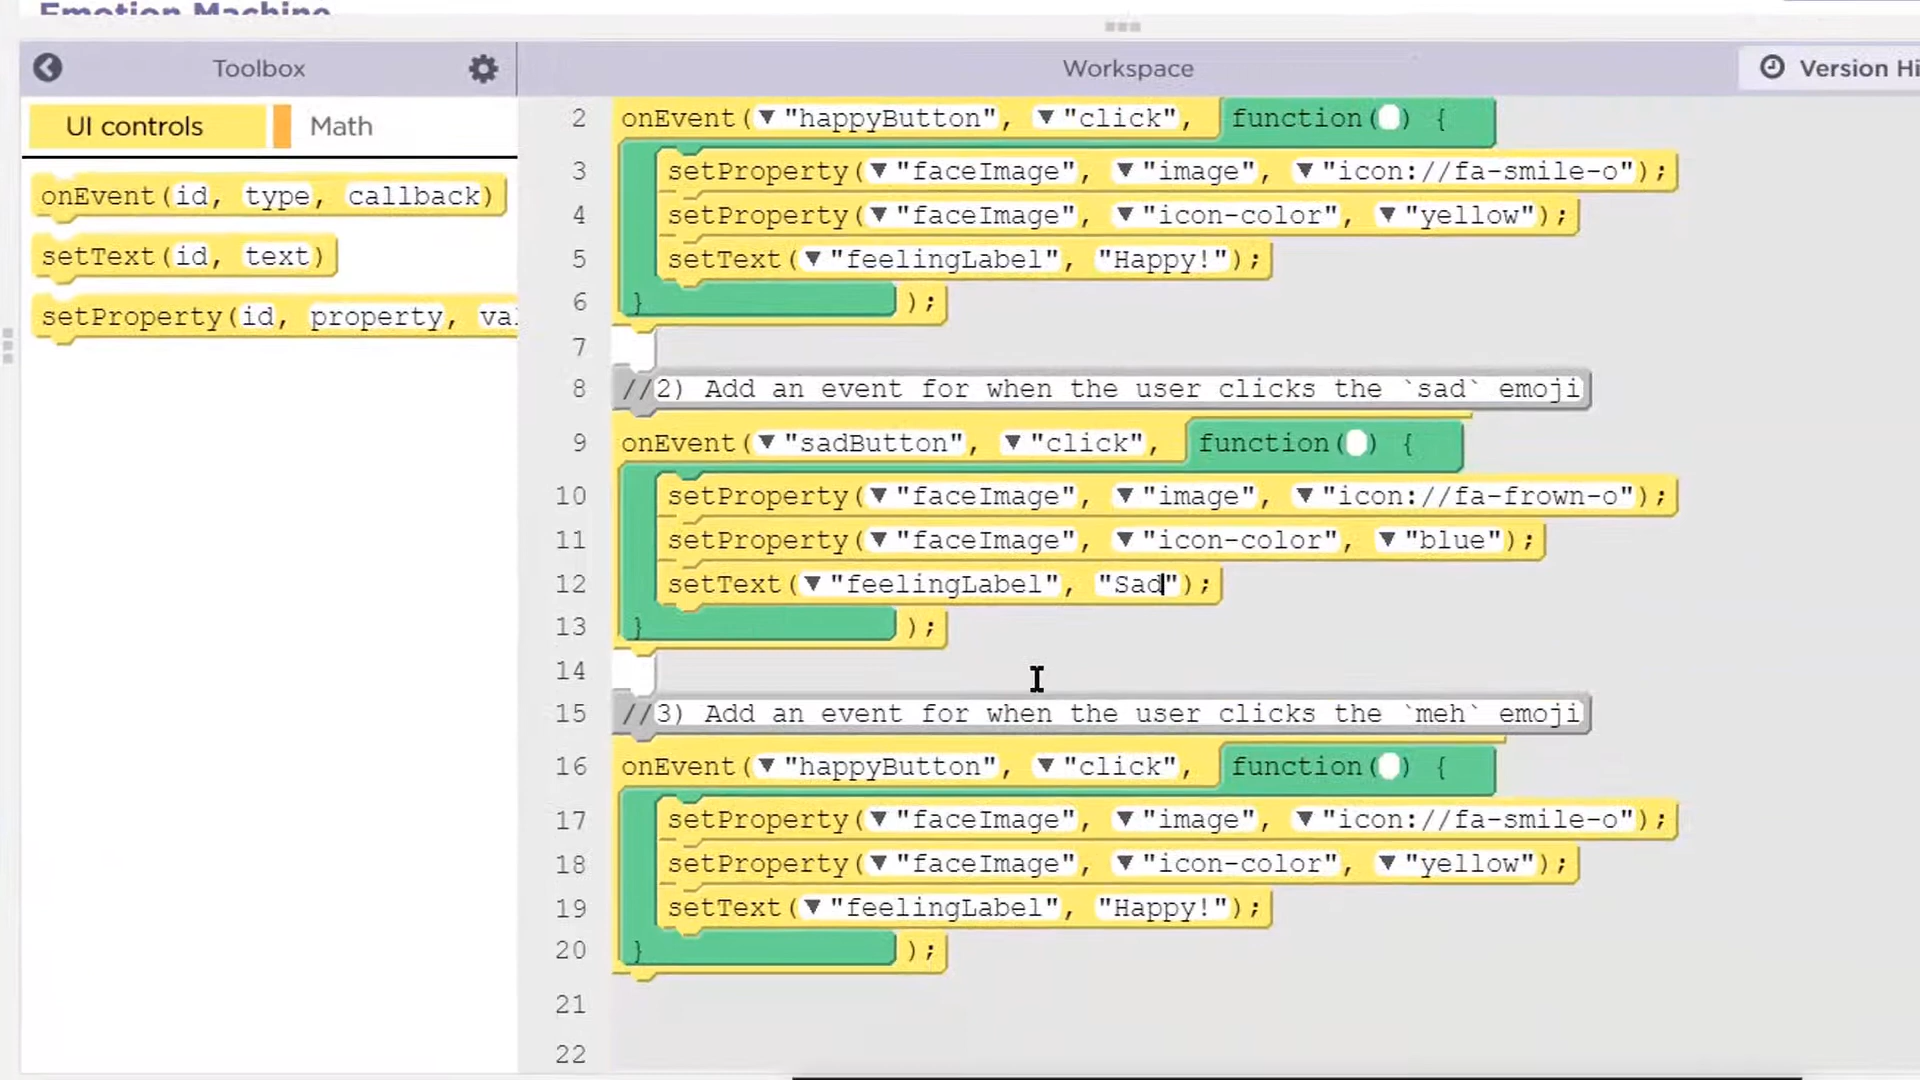 Emotion Machine
Toolbox
Workspace
Version Hi
UI controls
Math
onEvent(id, type, callback)
setText(id, text)
setProperty(id, property, va
2 onEvent(▼"happyButton", ▼"click", function() {
3 setProperty(▼"faceImage", ▼"image", ▼"icon://fa-smile-o");
4 setProperty(▼"faceImage", ▼"icon-color", ▼"yellow");
5 setText(▼"feelingLabel", "Happy!");
6 } );
7
8 //2) Add an event for when the user clicks the `sad` emoji
9 onEvent(▼"sadButton", ▼"click", function() {
10 setProperty(▼"faceImage", ▼"image", ▼"icon://fa-frown-o");
11 setProperty(▼"faceImage", ▼"icon-color", ▼"blue");
12 setText(▼"feelingLabel", "Sad");
13 } );
14
15 //3) Add an event for when the user clicks the `meh` emoji
16 onEvent(▼"happyButton", ▼"click", function() {
17 setProperty(▼"faceImage", ▼"image", ▼"icon://fa-smile-o");
18 setProperty(▼"faceImage", ▼"icon-color", ▼"yellow");
19 setText(▼"feelingLabel", "Happy!");
20 } );
21
22